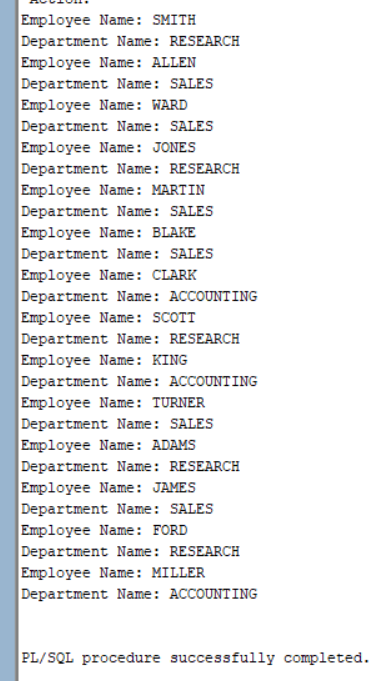 Action:
Employee Name: SMITH
Department Name: RESEARCH
Employee Name: ALLEN
Department Name: SALES
Employee Name: WARD
Department Name: SALES
Employee Name: JONES
Department Name: RESEARCH
Employee Name: MARTIN
Department Name: SALES
Employee Name: BLAKE
Department Name: SALES
Employee Name: CLARK
Department Name: ACCOUNTING
Employee Name: SCOTT
Department Name: RESEARCH
Employee Name: KING
Department Name: ACCOUNTING
Employee Name: TURNER
Department Name: SALES
Employee Name: ADAMS
Department Name: RESEARCH
Employee Name: JAMES
Department Name: SALES
Employee Name: FORD
Department Name: RESEARCH
Employee Name: MILLER
Department Name: ACCOUNTING
PL/SQL procedure successfully completed.